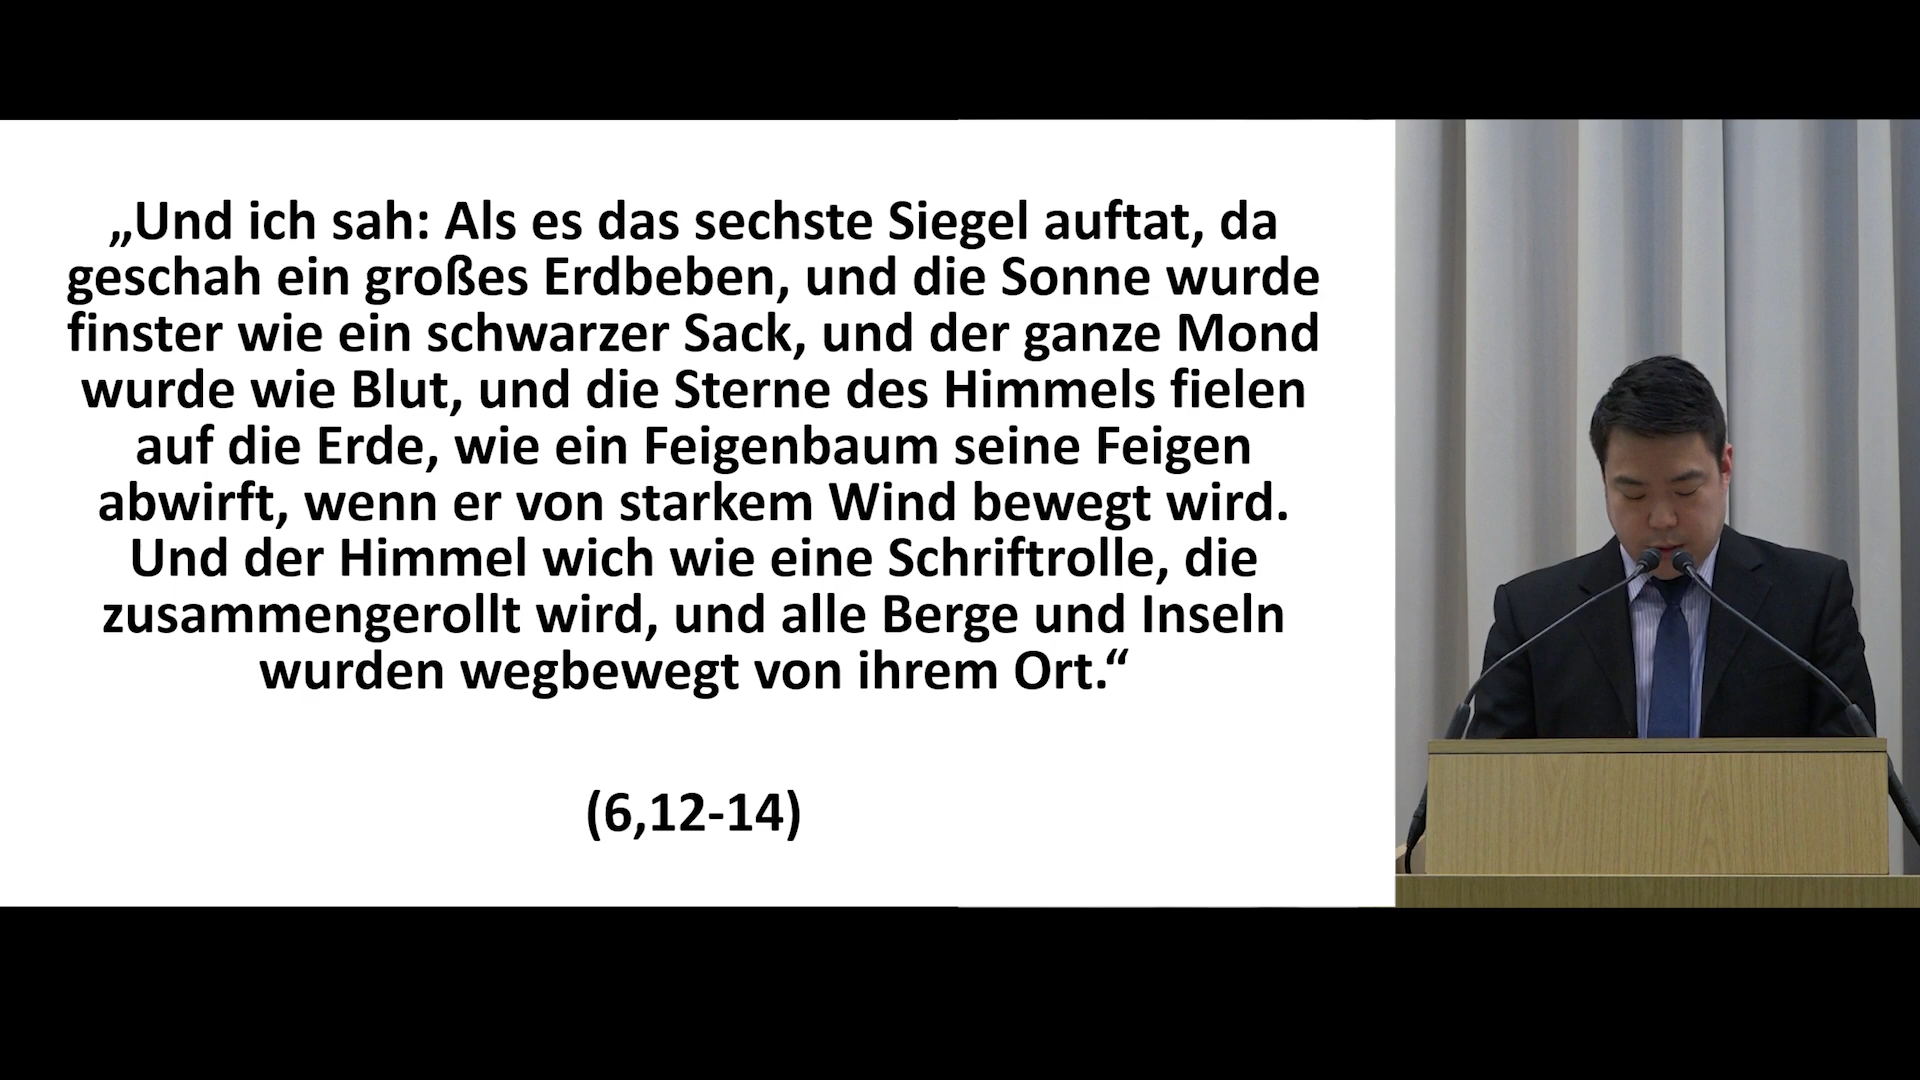 „Und ich sah: Als es das sechste Siegel auftat, da
geschah ein großes Erdbeben, und die Sonne wurde
finster wie ein schwarzer Sack, und der ganze Mond
wurde wie Blut, und die Sterne des Himmels fielen
auf die Erde, wie ein Feigenbaum seine Feigen
abwirft, wenn er von starkem Wind bewegt wird.
Und der Himmel wich wie eine Schriftrolle, die
zusammengerollt wird, und alle Berge und Inseln
wurden wegbewegt von ihrem Ort.“
(6,12-14)